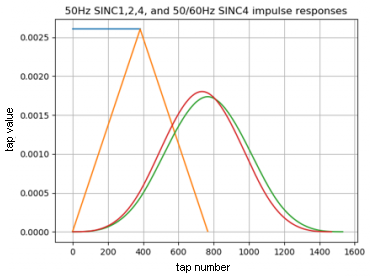 50Hz SINC1,2,4, and 50/60Hz SINC4 impulse responses
0.0025
0.0020
0.0015
0.0010
0.0005
0.0000
tap value
0 200 400 600 800 1000 1200 1400 1600
tap number